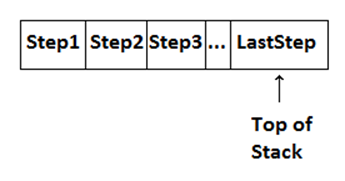 Step1 Step2 Step3 ... LastStep
Top of
Stack